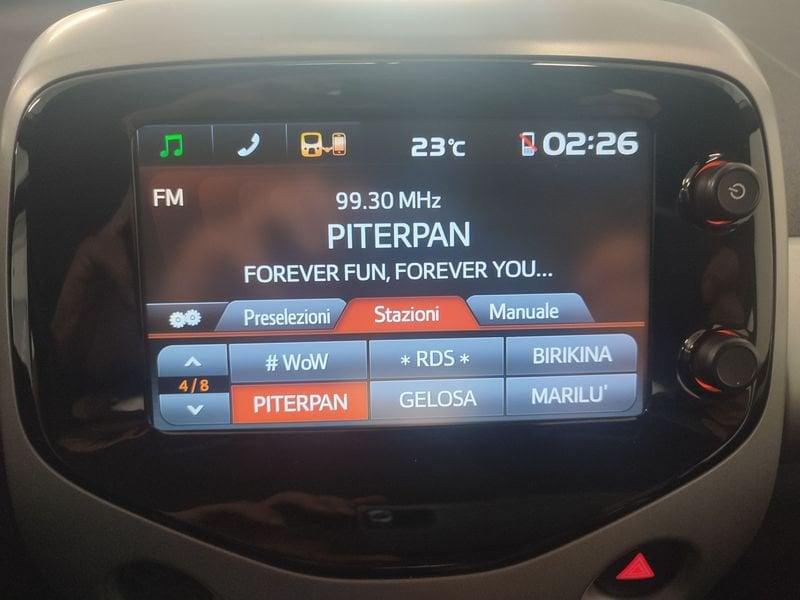 23°C 02:26
FM
99.30 MHz
PITERPAN
FOREVER FUN, FOREVER YOU...
Preselezioni Stazioni Manuale
# WoW * RDS * BIRIKINA
4/8
PITERPAN GELOSA MARILU'